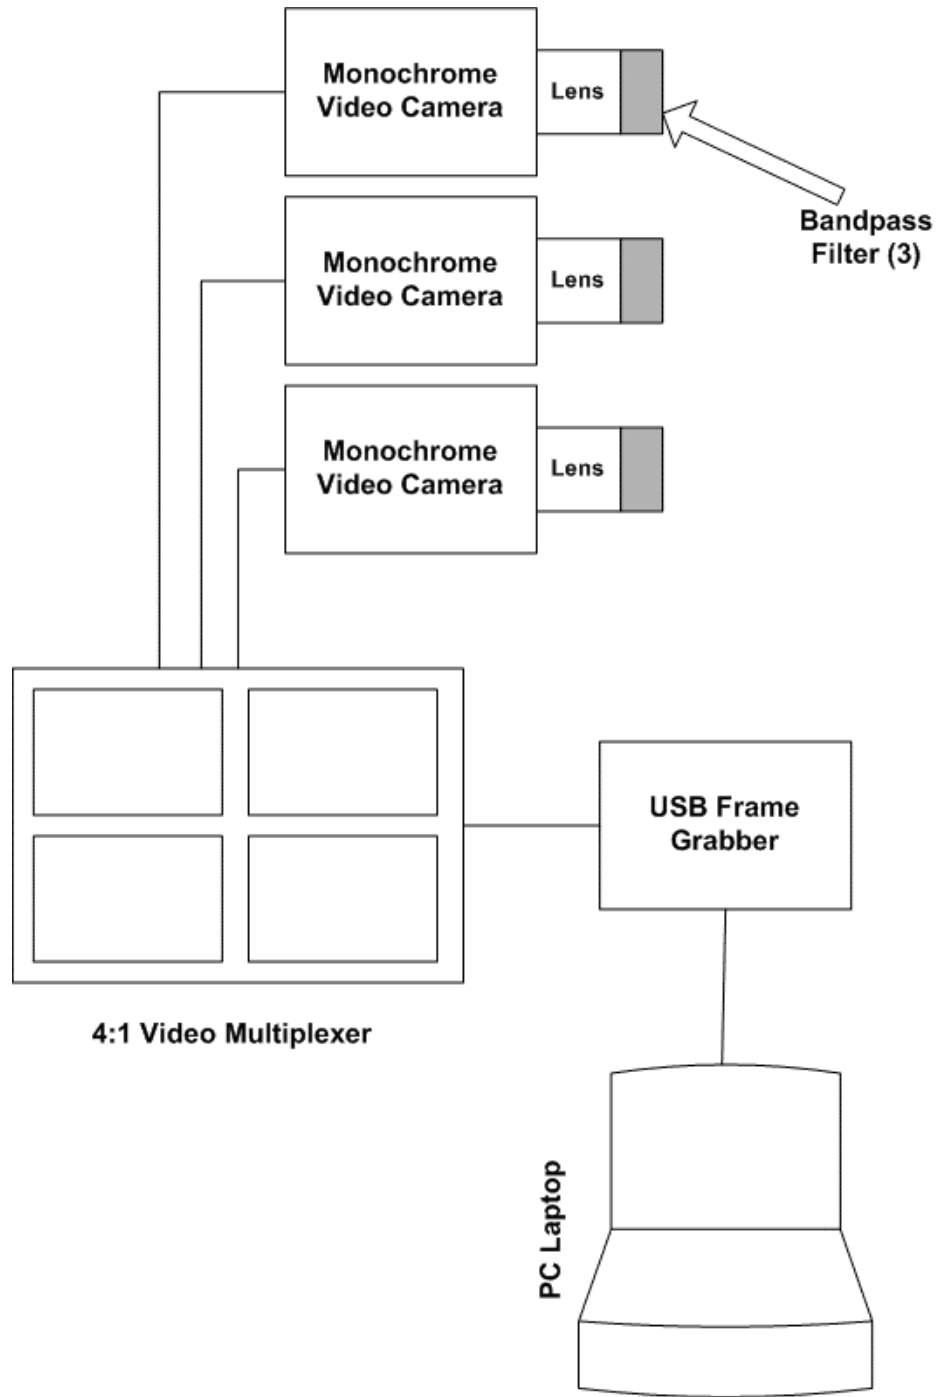 Monochrome
Video Camera
Lens
Bandpass
Filter (3)
Monochrome
Video Camera
Lens
Monochrome
Video Camera
Lens
USB Frame
Grabber
4:1 Video Multiplexer
PC Laptop